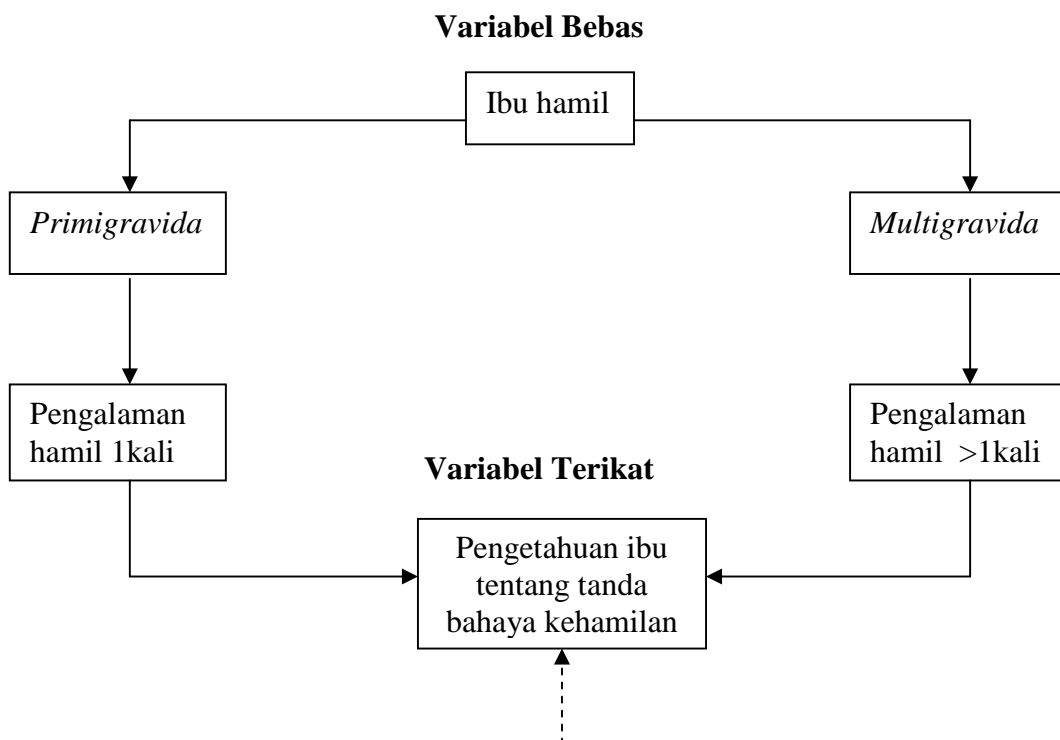 Variabel Bebas
Ibu hamil
Primigravida
Multigravida
Pengalaman
hamil 1kali
Pengalaman
hamil >1kali
Variabel Terikat
Pengetahuan ibu
tentang tanda
bahaya kehamilan